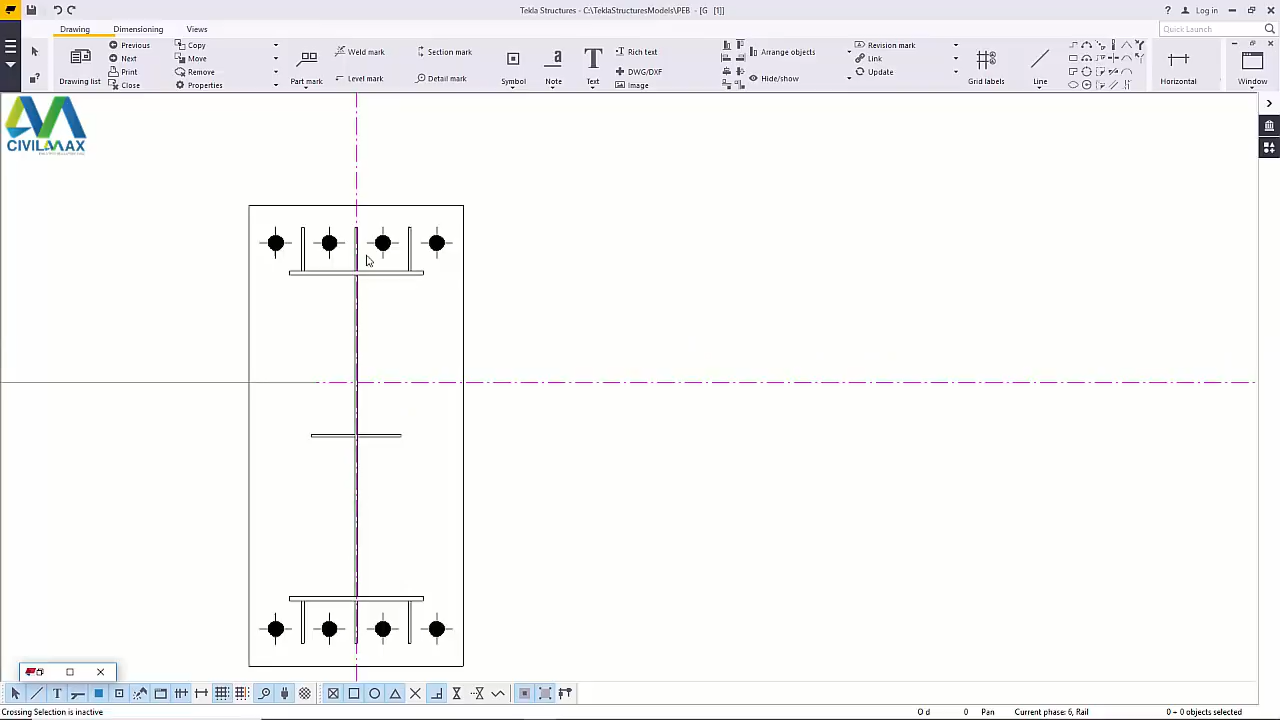 Tekla Structures - C:\TeklaStructuresModels\PEB - [G [1]]
? Log in
Drawing Dimensioning Views
Quick Launch
Drawing list
Previous
Next
Print
Close
Copy
Move
Remove
Properties
Part mark
Weld mark
Level mark
Section mark
Detail mark
Symbol
Note
Text
Rich text
DWG/DXF
Image
Arrange objects
Hide/show
Revision mark
Link
Update
Grid labels
Line
Horizontal
Window
CIVILMAX
Crossing Selection is inactive
O d 0 Pan Current phase: 6, Rail 0 ~ 0 objects selected